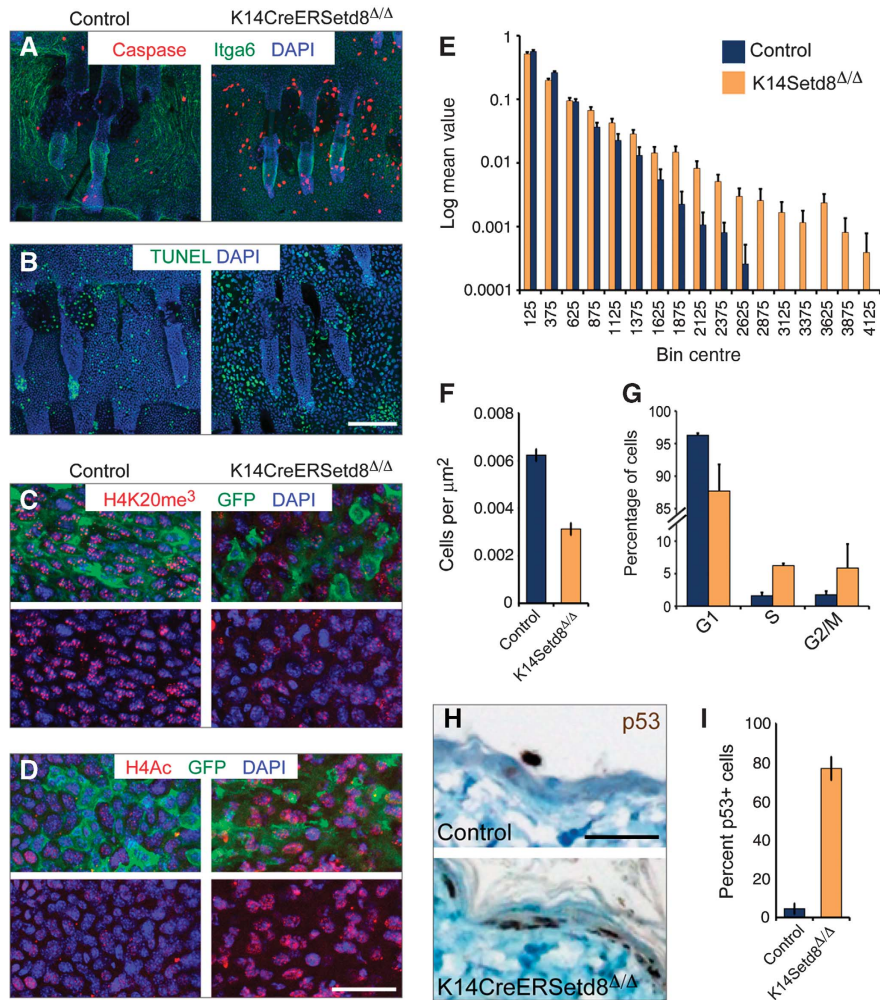 Control K14CreERSetd8Δ/Δ
A Caspase Itga6 DAPI
B TUNEL DAPI
Control K14CreERSetd8Δ/Δ
C H4K20me3 GFP DAPI
D H4Ac GFP DAPI
E
Control
K14Setd8Δ/Δ
Log mean value
1
0.1
0.01
0.001
0.0001
125 375 625 875 1125 1375 1625 1875 2125 2375 2625 2875 3125 3375 3625 3875 4125
Bin centre
F
Cells per μm2
0.008
0.006
0.004
0.002
0
Control K14Setd8Δ/Δ
G
Percentage of cells
100
95
90
85
10
5
0
G1 S G2/M
H p53
Control
K14CreERSetd8Δ/Δ
I
Percent p53+ cells
100
80
60
40
20
0
Control K14Setd8Δ/Δ